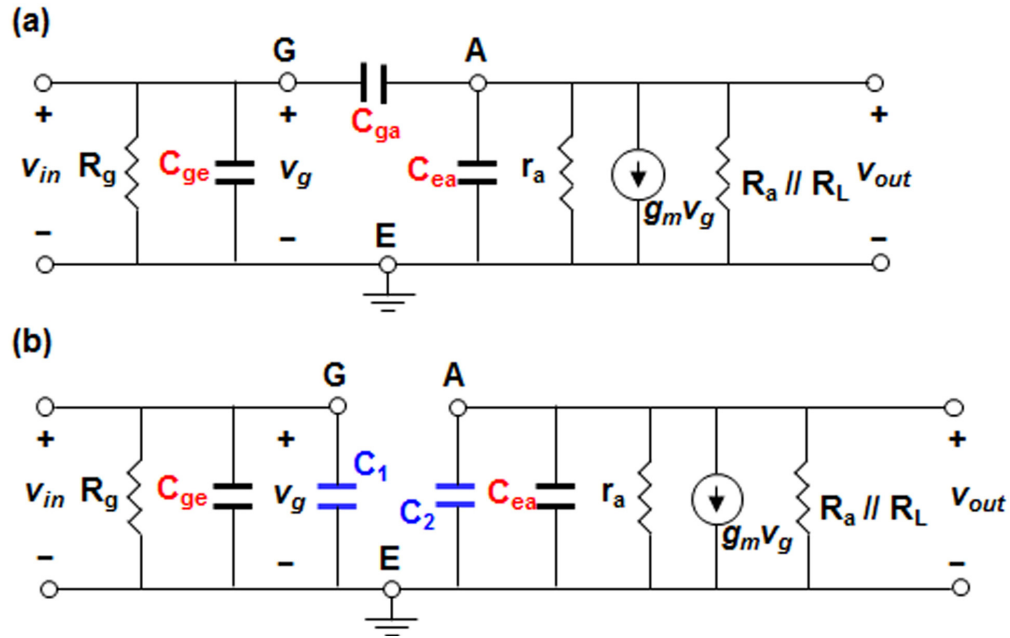 (a)
G A
+ + C_ga +
v_in R_g C_ge v_g C_ea r_a g_m v_g R_a // R_L v_out
− − −
E
(b)
G A
+ + C_1 +
v_in R_g C_ge v_g C_2 C_ea r_a g_m v_g R_a // R_L v_out
− − −
E